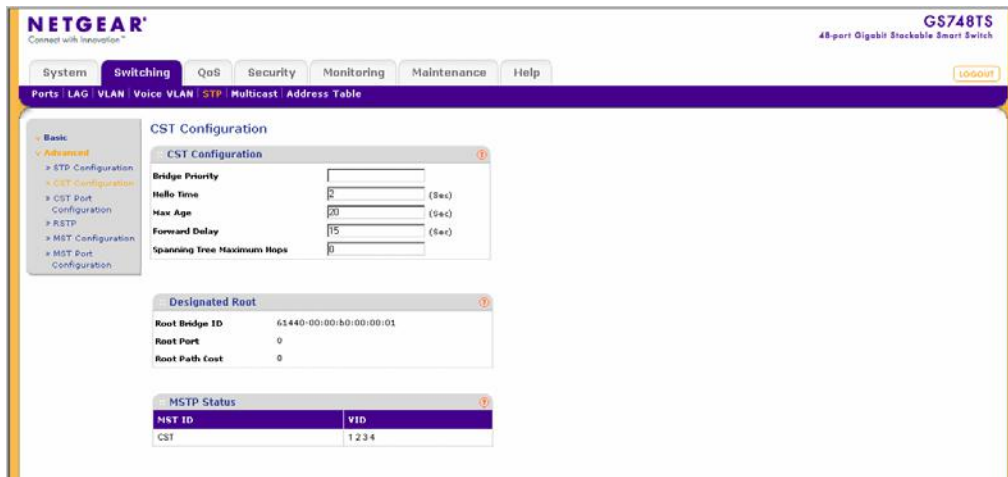 NETGEAR®
Connect with Innovation™
GS748TS
48-port Gigabit Stackable Smart Switch
System Switching QoS Security Monitoring Maintenance Help
LOGOUT
Ports LAG VLAN Voice VLAN STP Multicast Address Table
Basic
Advanced
STP Configuration
CST Configuration
CST Port
Configuration
RSTP
MST Configuration
MST Port
Configuration
CST Configuration
CST Configuration
Bridge Priority
Hello Time 2 (Sec)
Max Age 20 (Sec)
Forward Delay 15 (Sec)
Spanning Tree Maximum Hops 0
Designated Root
Root Bridge ID 61440-00:00:b0:00:00:01
Root Port 0
Root Path Cost 0
MSTP Status
MST ID VID
CST 1 2 3 4